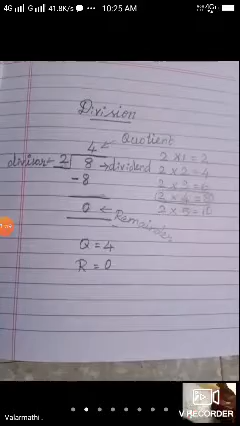 4G G 41.8K/s 10:25 AM
Division
4 ← Quotient
divisor ← 2 8 → dividend
-8
0 ← Remainder
2 × 1 = 2
2 × 2 = 4
2 × 3 = 6
2 × 4 = 8
2 × 5 = 10
Q = 4
R = 0
V RECORDER
Valarmathi .